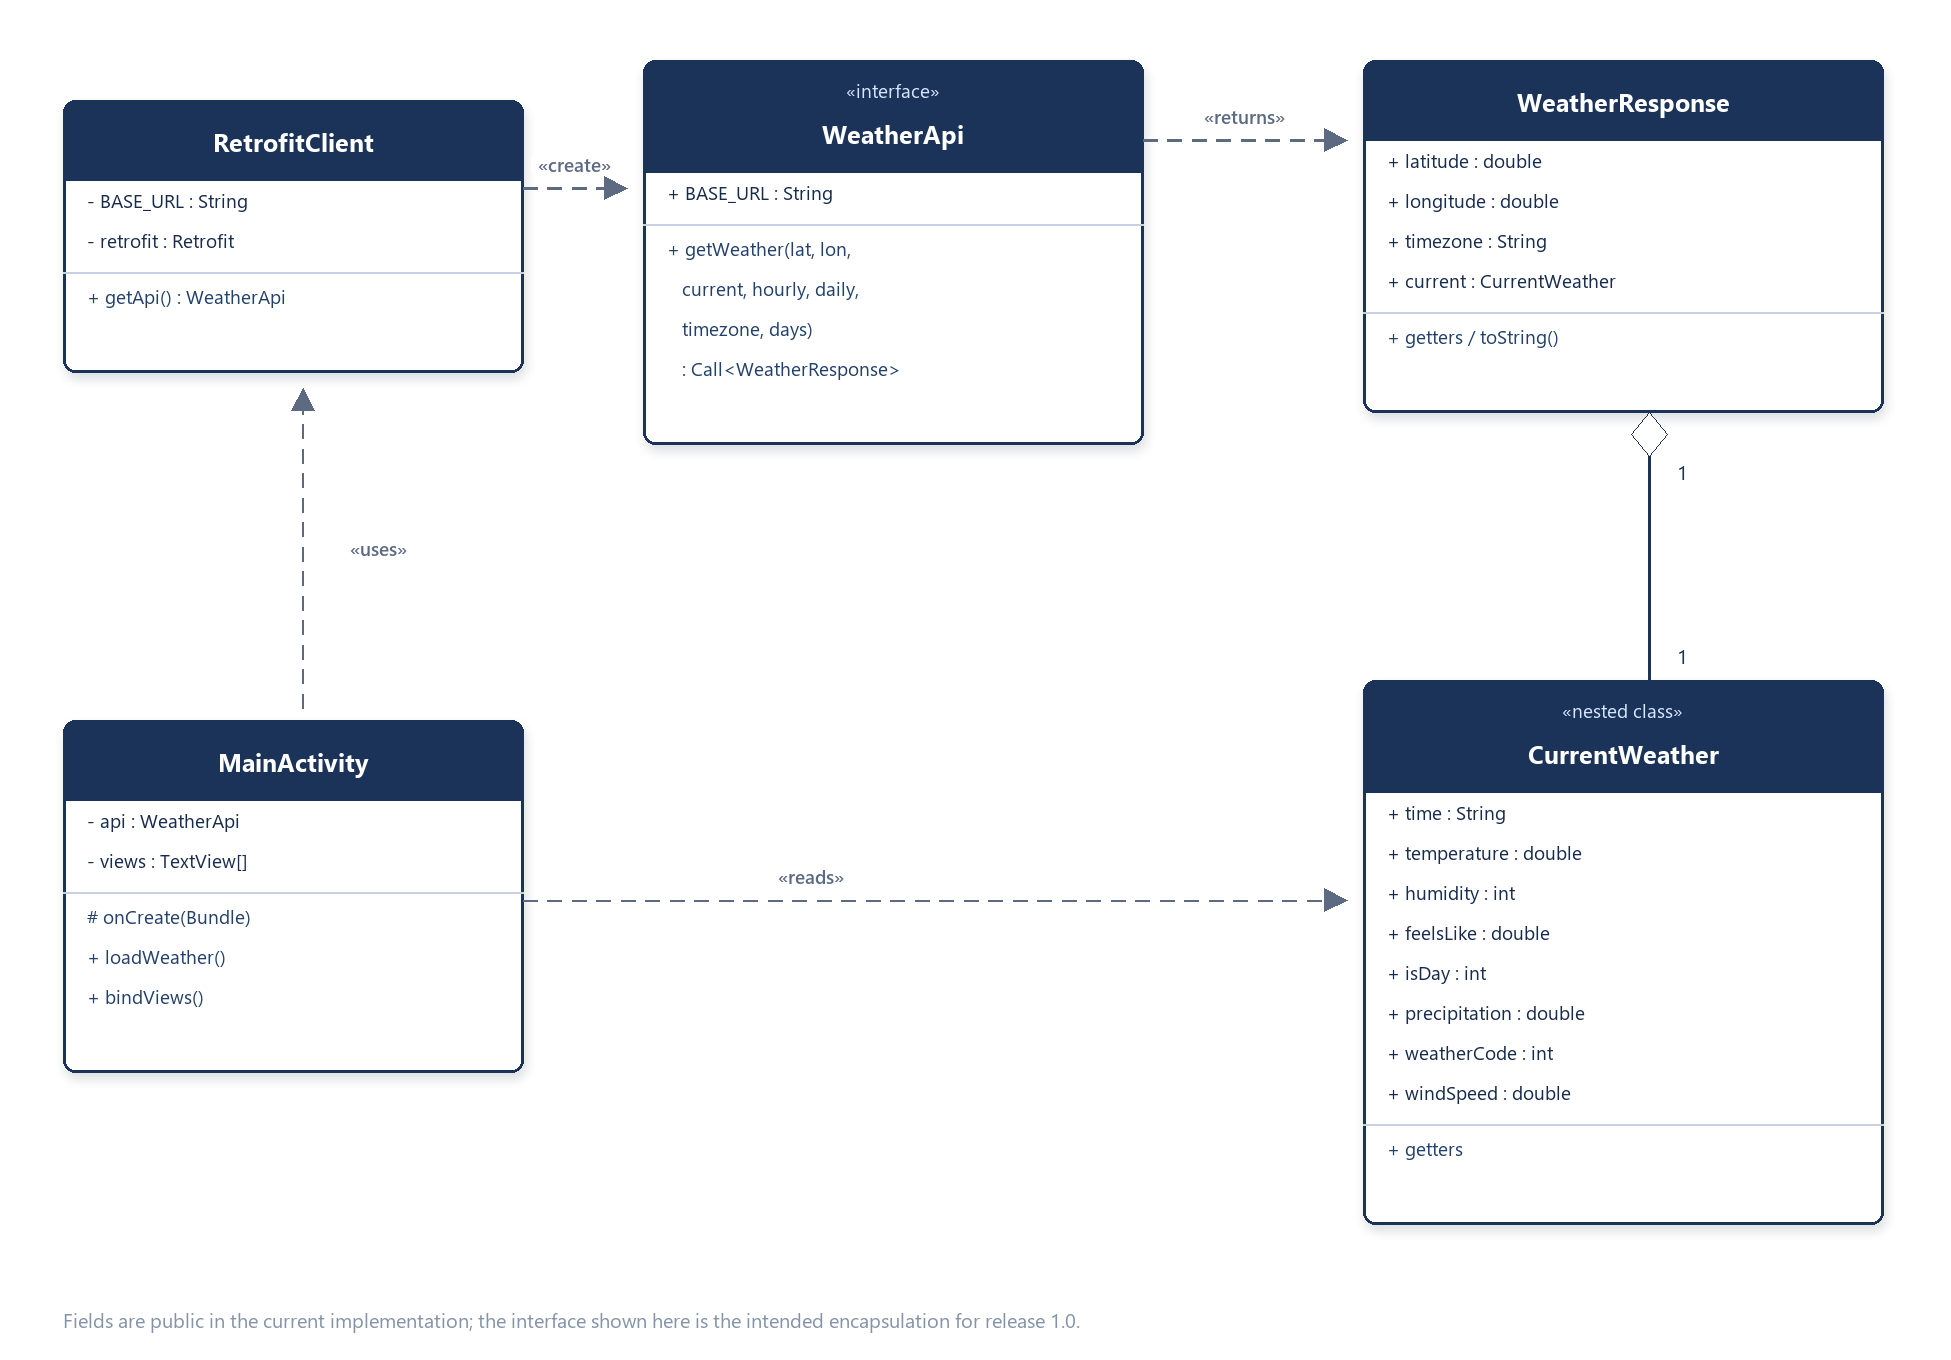 RetrofitClient
- BASE_URL : String
- retrofit : Retrofit
+ getApi() : WeatherApi
«create»
«interface»
WeatherApi
+ BASE_URL : String
+ getWeather(lat, lon,
current, hourly, daily,
timezone, days)
: Call<WeatherResponse>
«returns»
WeatherResponse
+ latitude : double
+ longitude : double
+ timezone : String
+ current : CurrentWeather
+ getters / toString()
1
1
«uses»
MainActivity
- api : WeatherApi
- views : TextView[]
# onCreate(Bundle)
+ loadWeather()
+ bindViews()
«reads»
«nested class»
CurrentWeather
+ time : String
+ temperature : double
+ humidity : int
+ feelsLike : double
+ isDay : int
+ precipitation : double
+ weatherCode : int
+ windSpeed : double
+ getters
Fields are public in the current implementation; the interface shown here is the intended encapsulation for release 1.0.